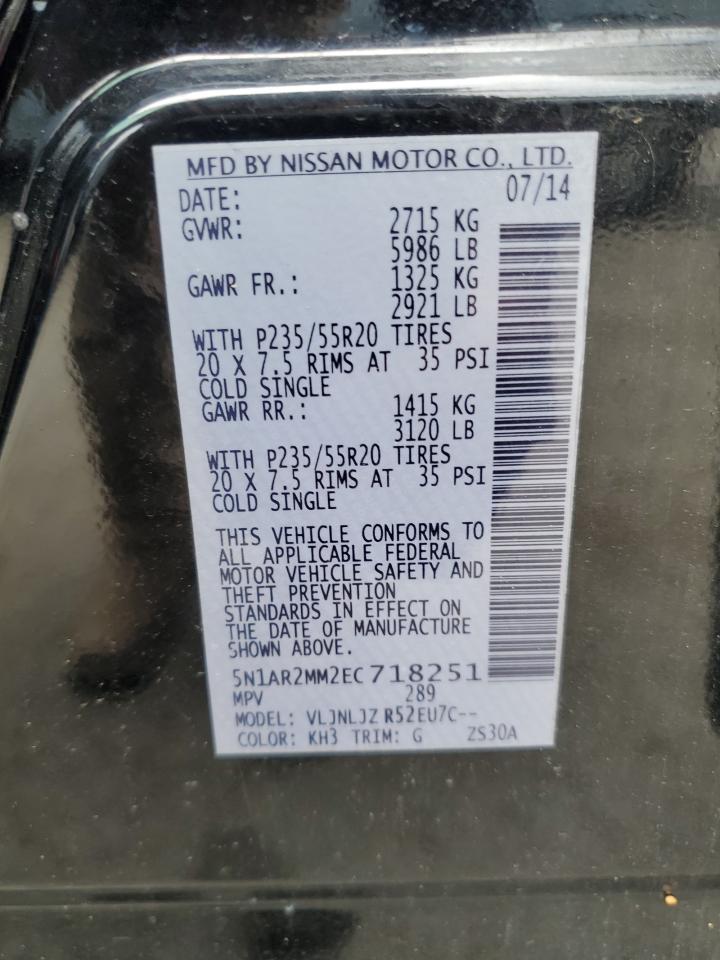 MFD BY NISSAN MOTOR CO., LTD.
DATE: 07/14
GVWR: 2715 KG
5986 LB
GAWR FR.: 1325 KG
2921 LB
WITH P235/55R20 TIRES
20 X 7.5 RIMS AT 35 PSI
COLD SINGLE
GAWR RR.: 1415 KG
3120 LB
WITH P235/55R20 TIRES
20 X 7.5 RIMS AT 35 PSI
COLD SINGLE
THIS VEHICLE CONFORMS TO
ALL APPLICABLE FEDERAL
MOTOR VEHICLE SAFETY AND
THEFT PREVENTION
STANDARDS IN EFFECT ON
THE DATE OF MANUFACTURE
SHOWN ABOVE.
5N1AR2MM2EC718251
MPV 289
MODEL: VLJNLJZ R52EU7C--
COLOR: KH3 TRIM: G ZS30A